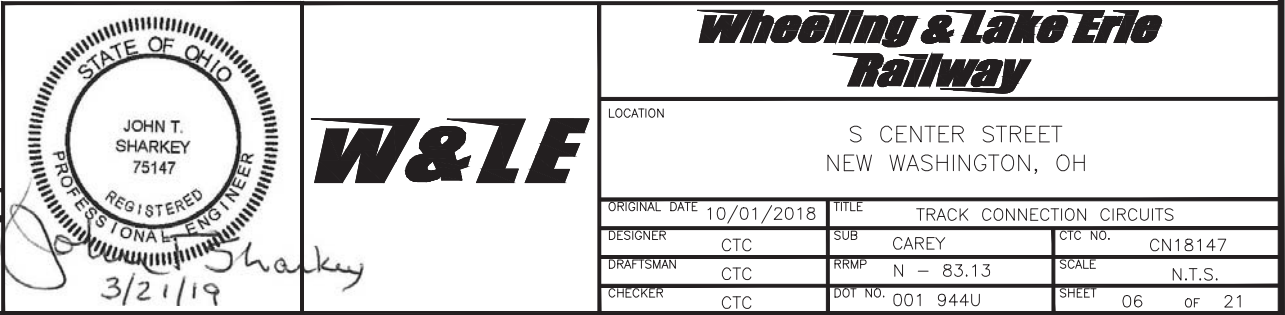 STATE OF OHIO
JOHN T.
SHARKEY
75147
REGISTERED
PROFESSIONAL ENGINEER
John T Sharkey
3/21/19
W&LE
Wheeling & Lake Erie
Railway
LOCATION
S CENTER STREET
NEW WASHINGTON, OH
ORIGINAL DATE 10/01/2018 TITLE TRACK CONNECTION CIRCUITS
DESIGNER CTC SUB CAREY CTC NO. CN18147
DRAFTSMAN CTC RRMP N - 83.13 SCALE N.T.S.
CHECKER CTC DOT NO. 001 944U SHEET 06 OF 21